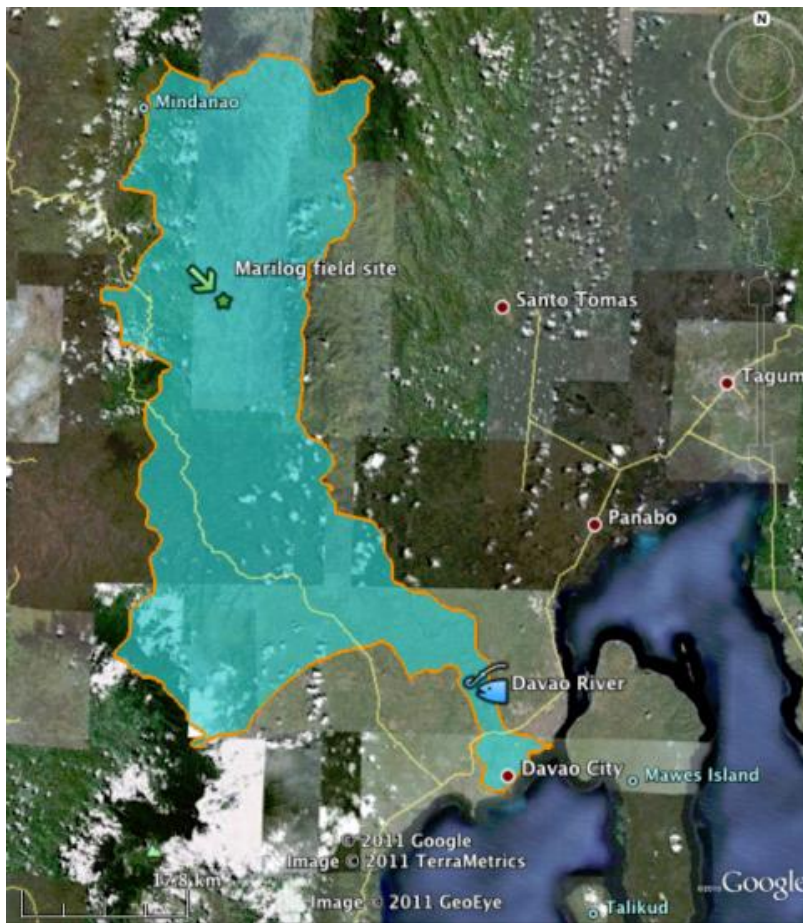 N
Mindanao
Marilog field site
Santo Tomas
Tagum
Panabo
Davao River
Davao City
Mawes Island
© 2011 Google
Image © 2011 TerraMetrics
17.8 km
Image © 2011 GeoEye
Google
Talikud